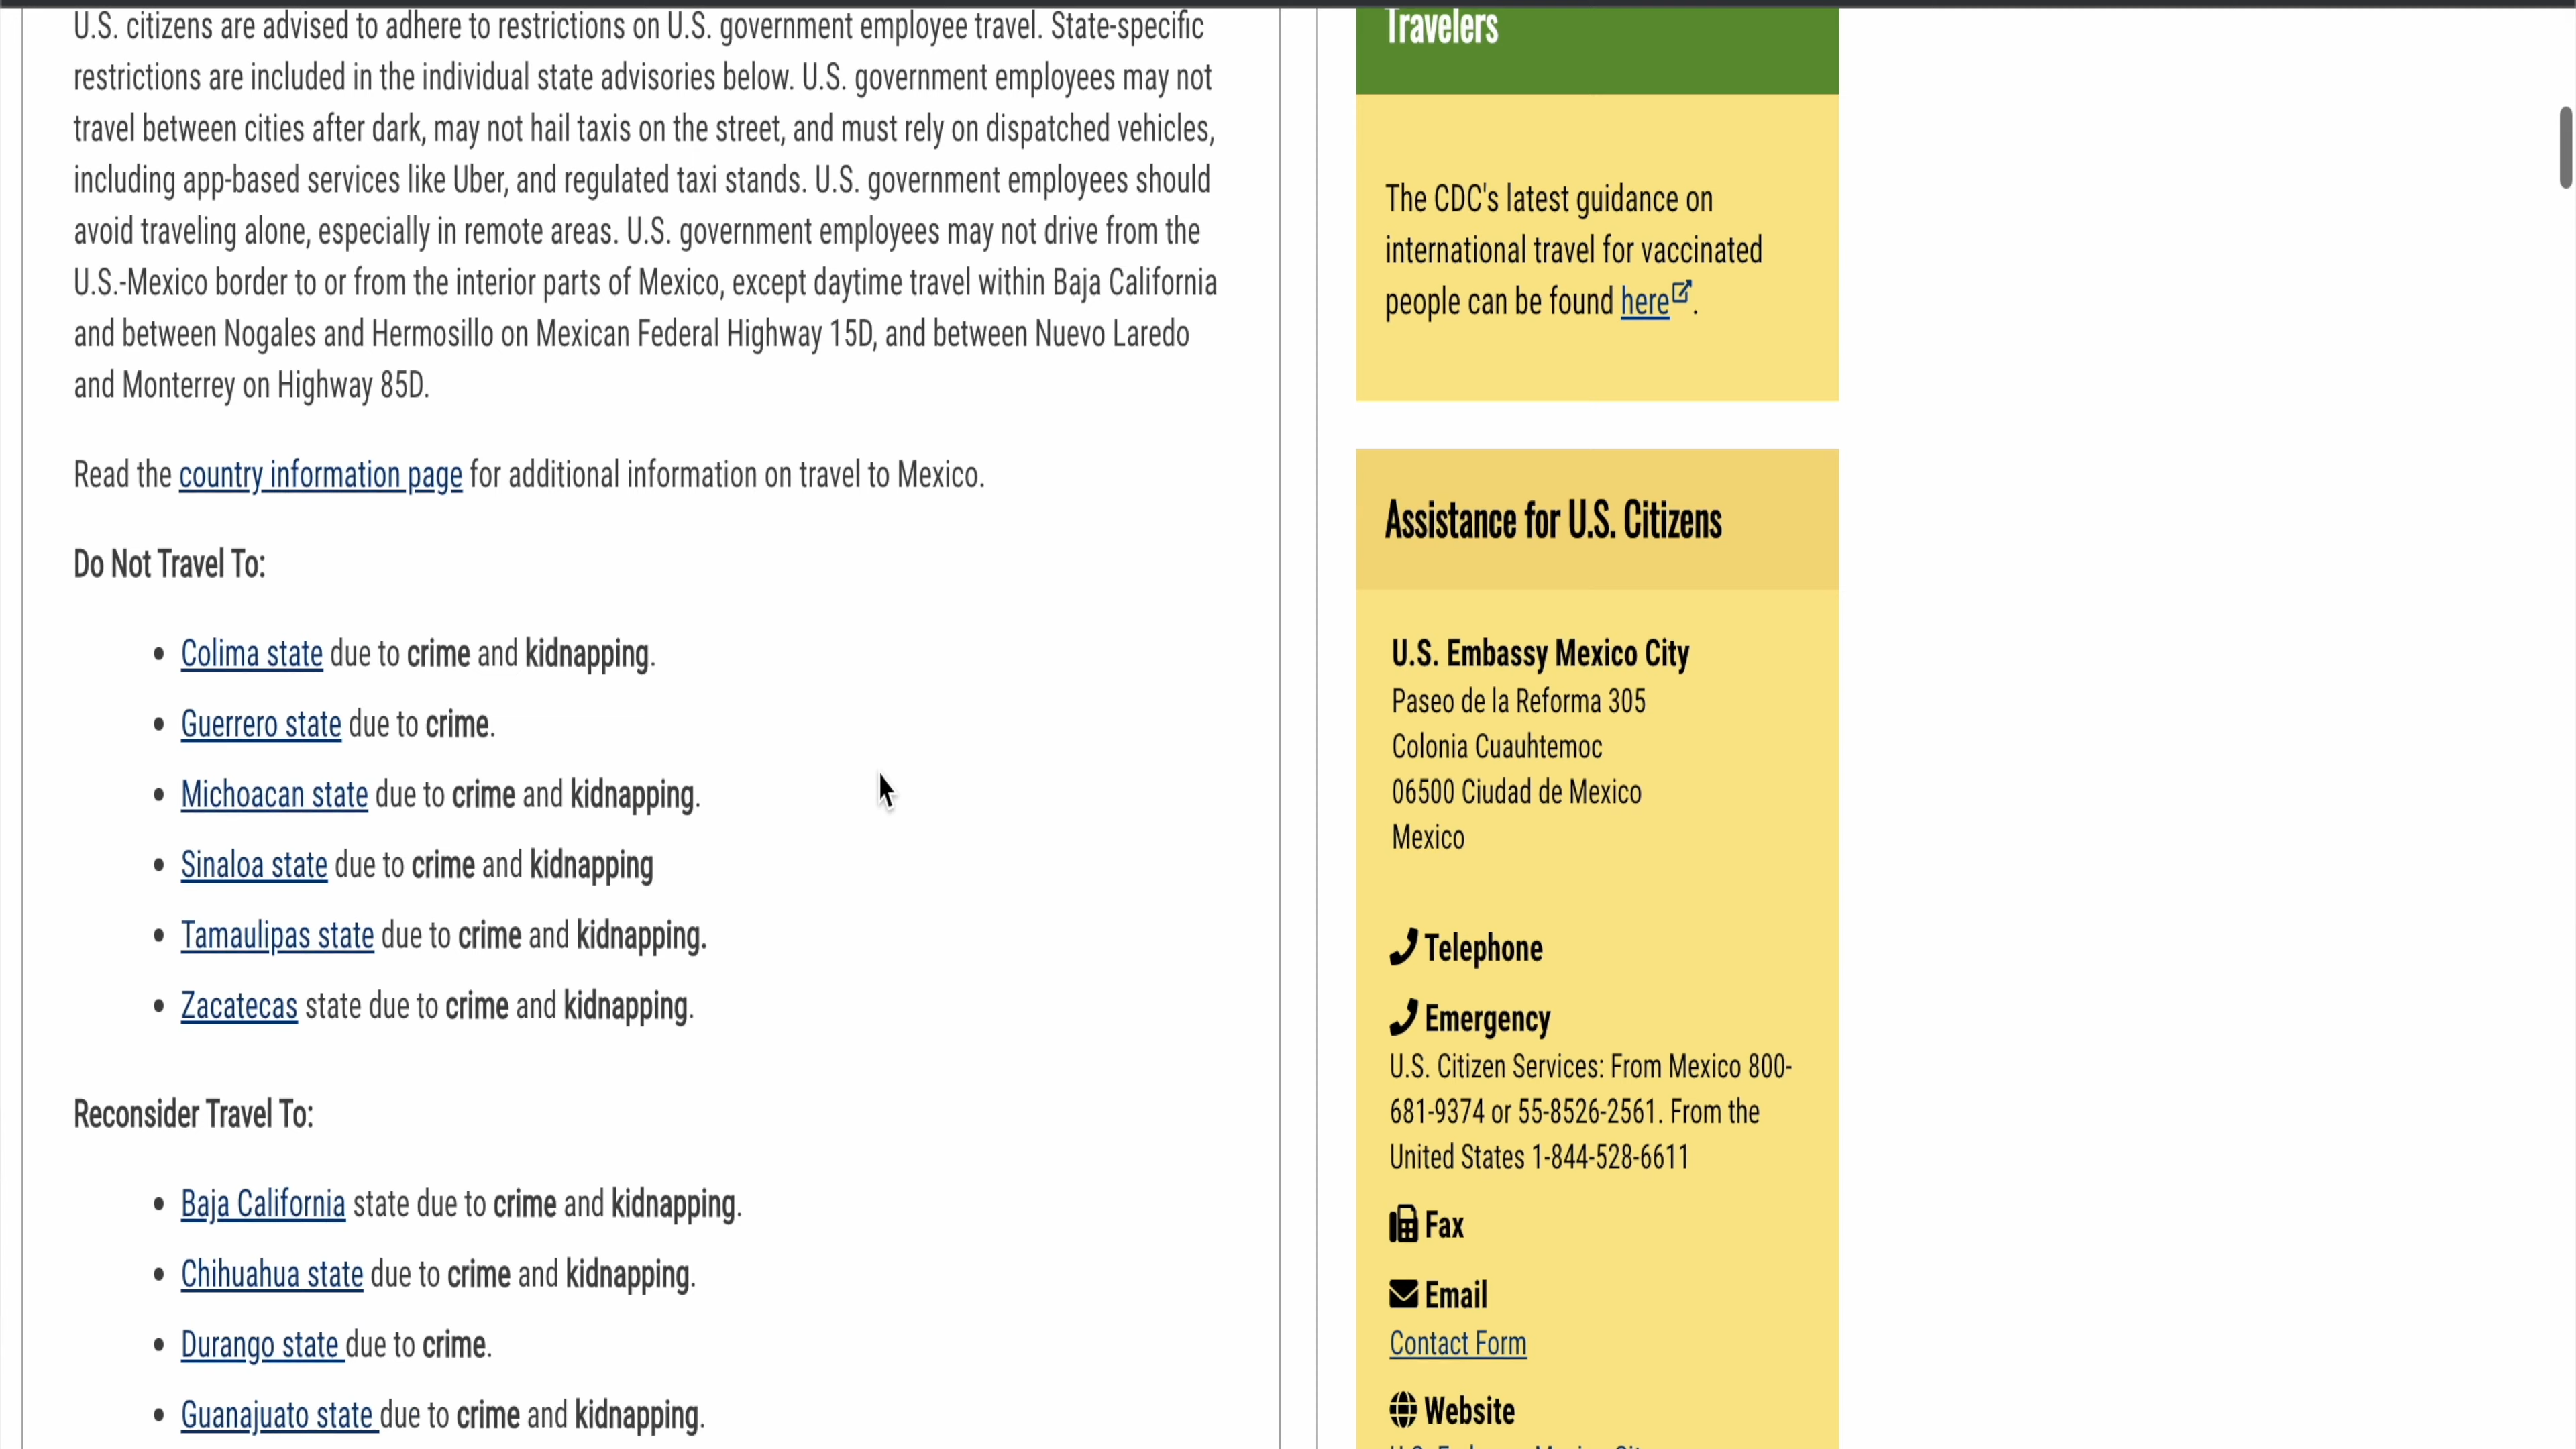 U.S. citizens are advised to adhere to restrictions on U.S. government employee travel. State-specific
restrictions are included in the individual state advisories below. U.S. government employees may not
travel between cities after dark, may not hail taxis on the street, and must rely on dispatched vehicles,
including app-based services like Uber, and regulated taxi stands. U.S. government employees should
avoid traveling alone, especially in remote areas. U.S. government employees may not drive from the
U.S.-Mexico border to or from the interior parts of Mexico, except daytime travel within Baja California
and between Nogales and Hermosillo on Mexican Federal Highway 15D, and between Nuevo Laredo
and Monterrey on Highway 85D.
Read the country information page for additional information on travel to Mexico.
Do Not Travel To:
• Colima state due to crime and kidnapping.
• Guerrero state due to crime.
• Michoacan state due to crime and kidnapping.
• Sinaloa state due to crime and kidnapping
• Tamaulipas state due to crime and kidnapping.
• Zacatecas state due to crime and kidnapping.
Reconsider Travel To:
• Baja California state due to crime and kidnapping.
• Chihuahua state due to crime and kidnapping.
• Durango state due to crime.
• Guanajuato state due to crime and kidnapping.
Travelers
The CDC's latest guidance on
international travel for vaccinated
people can be found here.
Assistance for U.S. Citizens
U.S. Embassy Mexico City
Paseo de la Reforma 305
Colonia Cuauhtemoc
06500 Ciudad de Mexico
Mexico
Telephone
Emergency
U.S. Citizen Services: From Mexico 800-
681-9374 or 55-8526-2561. From the
United States 1-844-528-6611
Fax
Email
Contact Form
Website